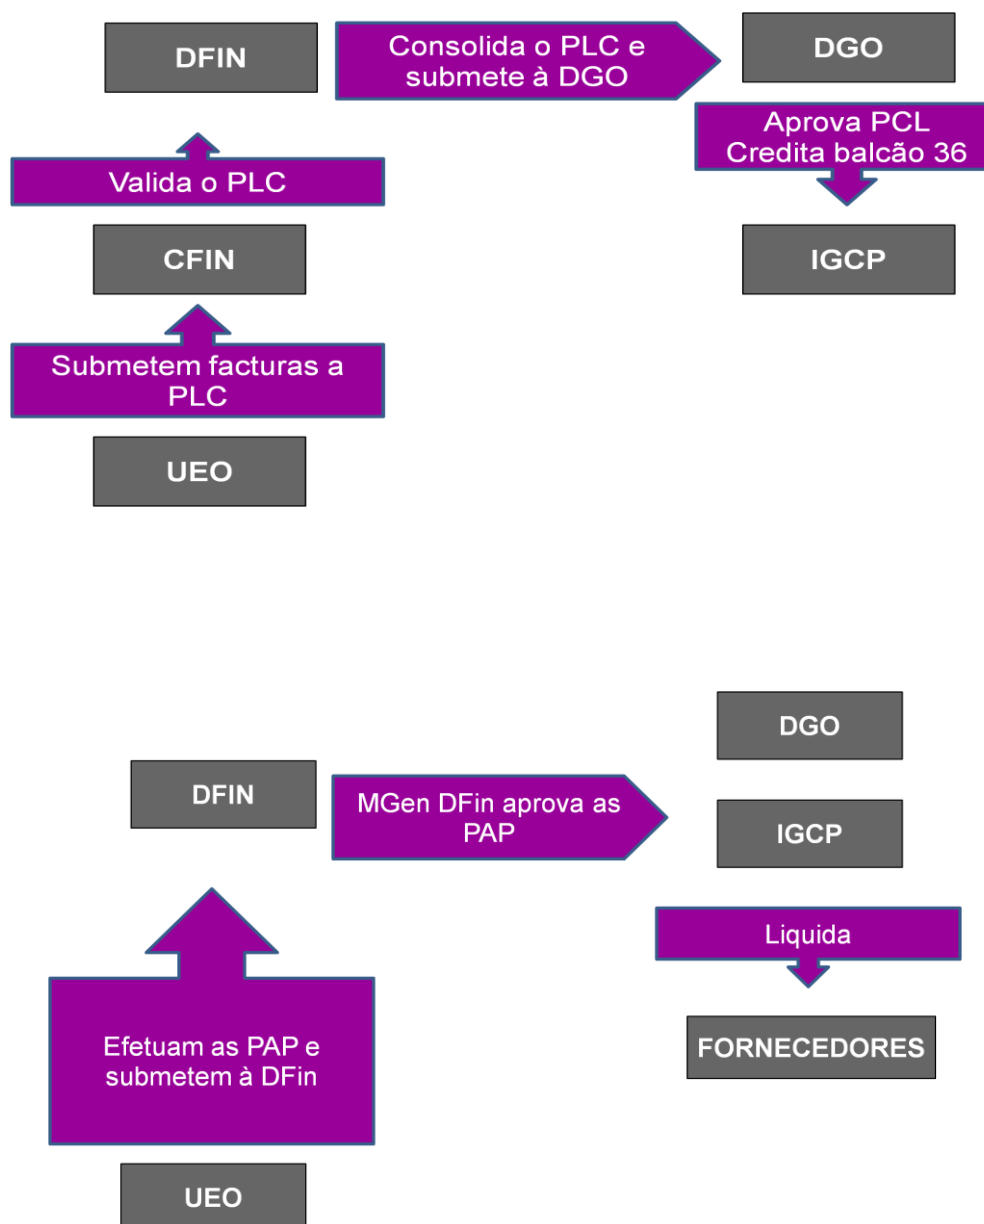 DFIN
Consolida o PLC e
submete à DGO
DGO
Aprova PCL
Credita balcão 36
Valida o PLC
CFIN
IGCP
Submetem facturas a
PLC
UEO
DGO
DFIN
MGen DFin aprova as
PAP
IGCP
Liquida
Efetuam as PAP e
submetem à DFin
FORNECEDORES
UEO